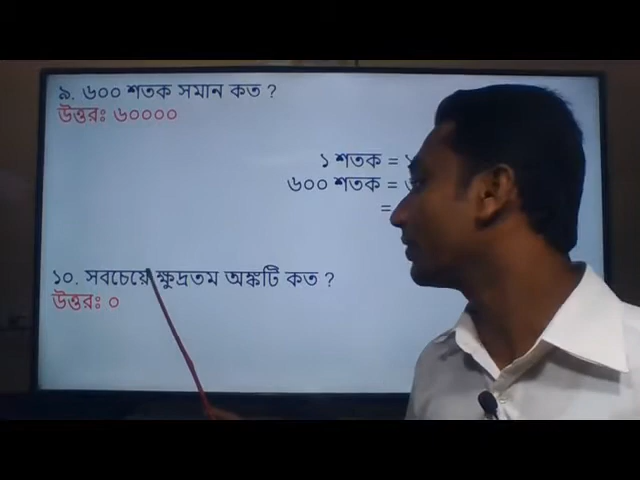 ৯. ৬০০ শতক সমান কত ?
উত্তরঃ ৬০০০০
১ শতক =
৬০০ শতক =
=
১০. সবচেয়ে ক্ষুদ্রতম অঙ্কটি কত ?
উত্তরঃ ০